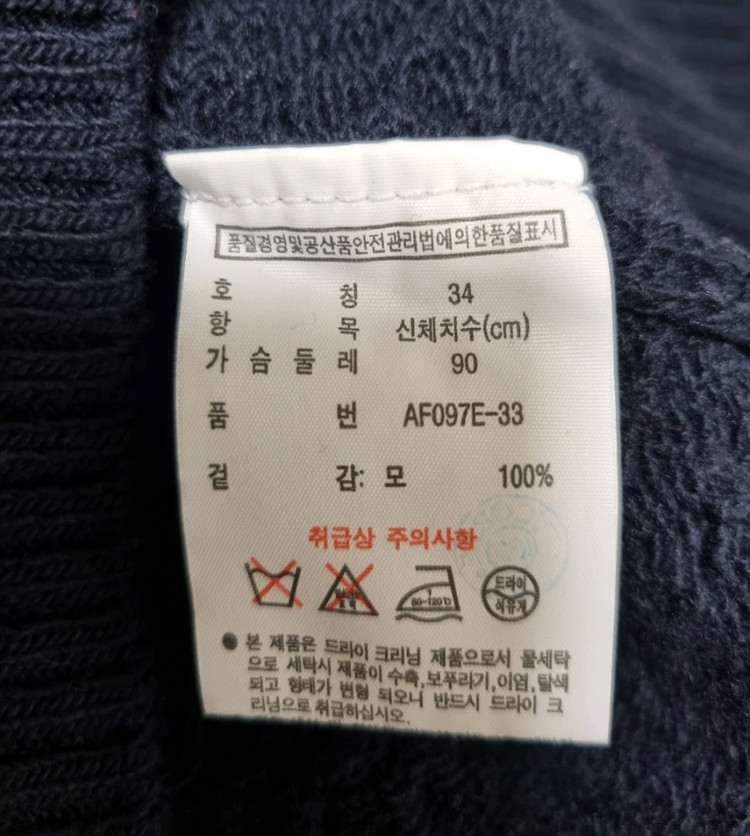 품질경영및공산품안전관리법에의한품질표시
호 칭 34
항 목 신체치수(cm)
가 슴 둘 레 90
품 번 AF097E-33
겉 감: 모 100%
취급상 주의사항
1
80-120℃
드라이
석유계
● 본 제품은 드라이 크리닝 제품으로서 물세탁
으로 세탁시 제품이 수축,보푸라기,이염,탈색
되고 형태가 변형 되오니 반드시 드라이 크
리닝으로 취급하십시오.